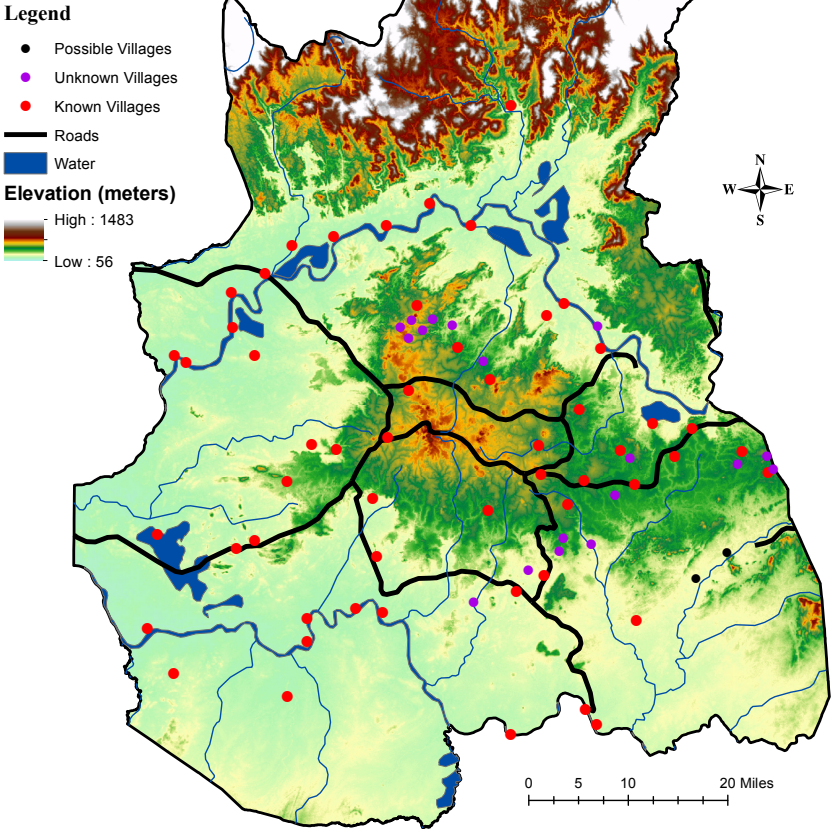 Legend
Possible Villages
Unknown Villages
Known Villages
Roads
Water
Elevation (meters)
High : 1483
Low : 56
N
W E
S
0 5 10 20 Miles